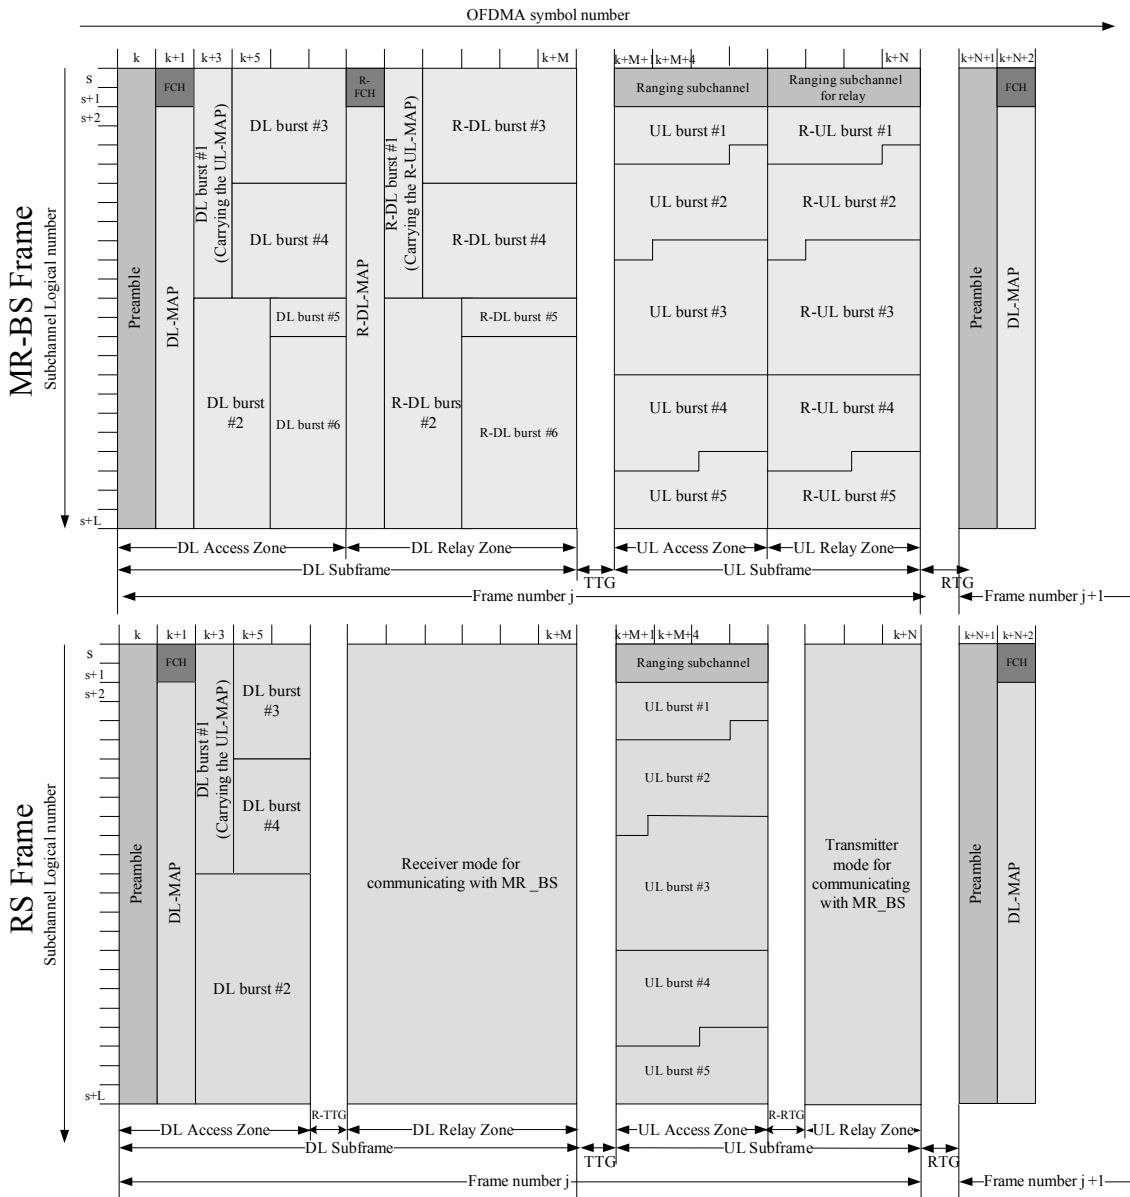 OFDMA symbol number
k k+1 k+3 k+5 k+M k+M+1 k+M+4 k+N k+N+1 k+N+2
s
s+1
s+2
s+L
MR-BS Frame
Subchannel Logical number
Preamble
FCH
DL-MAP
DL burst #1
(Carrying the UL-MAP)
DL burst #3
DL burst #4
DL burst
#2
DL burst #5
DL burst #6
R-
FCH
R-DL-MAP
R-DL burst #1
(Carrying the R-UL-MAP)
R-DL burst #3
R-DL burst #4
R-DL burs
#2
R-DL burst #5
R-DL burst #6
Ranging subchannel
UL burst #1
UL burst #2
UL burst #3
UL burst #4
UL burst #5
Ranging subchannel
for relay
R-UL burst #1
R-UL burst #2
R-UL burst #3
R-UL burst #4
R-UL burst #5
Preamble
FCH
DL-MAP
DL Access Zone DL Relay Zone UL Access Zone UL Relay Zone
DL Subframe TTG UL Subframe RTG
Frame number j Frame number j+1
k k+1 k+3 k+5 k+M k+M+1 k+M+4 k+N k+N+1 k+N+2
s
s+1
s+2
s+L
RS Frame
Subchannel Logical number
Preamble
FCH
DL-MAP
DL burst #1
(Carrying the UL-MAP)
DL burst
#3
DL burst
#4
DL burst #2
Receiver mode for
communicating with MR_BS
Ranging subchannel
UL burst #1
UL burst #2
UL burst #3
UL burst #4
UL burst #5
Transmitter
mode for
communicating
with MR_BS
Preamble
FCH
DL-MAP
R-TTG R-RTG
DL Access Zone DL Relay Zone UL Access Zone UL Relay Zone
DL Subframe TTG UL Subframe RTG
Frame number j Frame number j+1